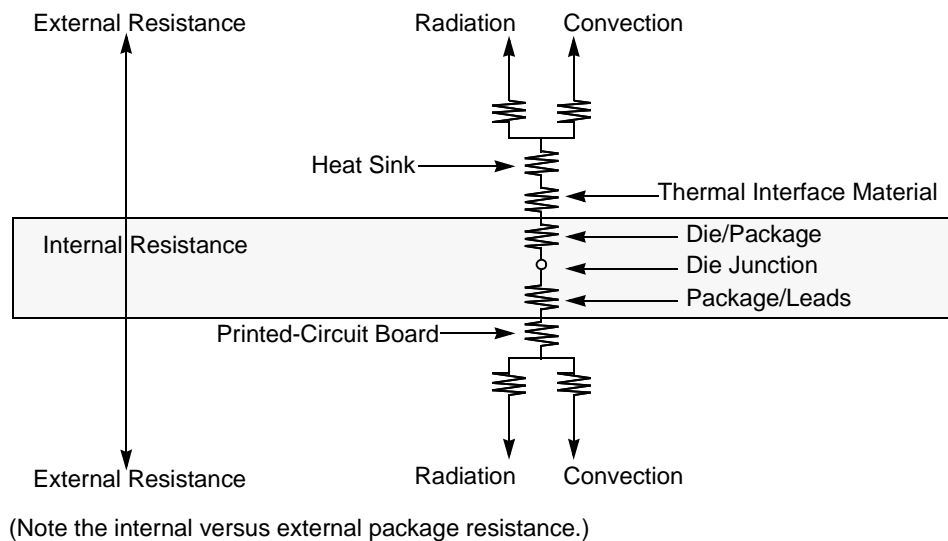 External Resistance
Radiation
Convection
Heat Sink
Thermal Interface Material
Internal Resistance
Die/Package
Die Junction
Package/Leads
Printed-Circuit Board
External Resistance
Radiation
Convection
(Note the internal versus external package resistance.)